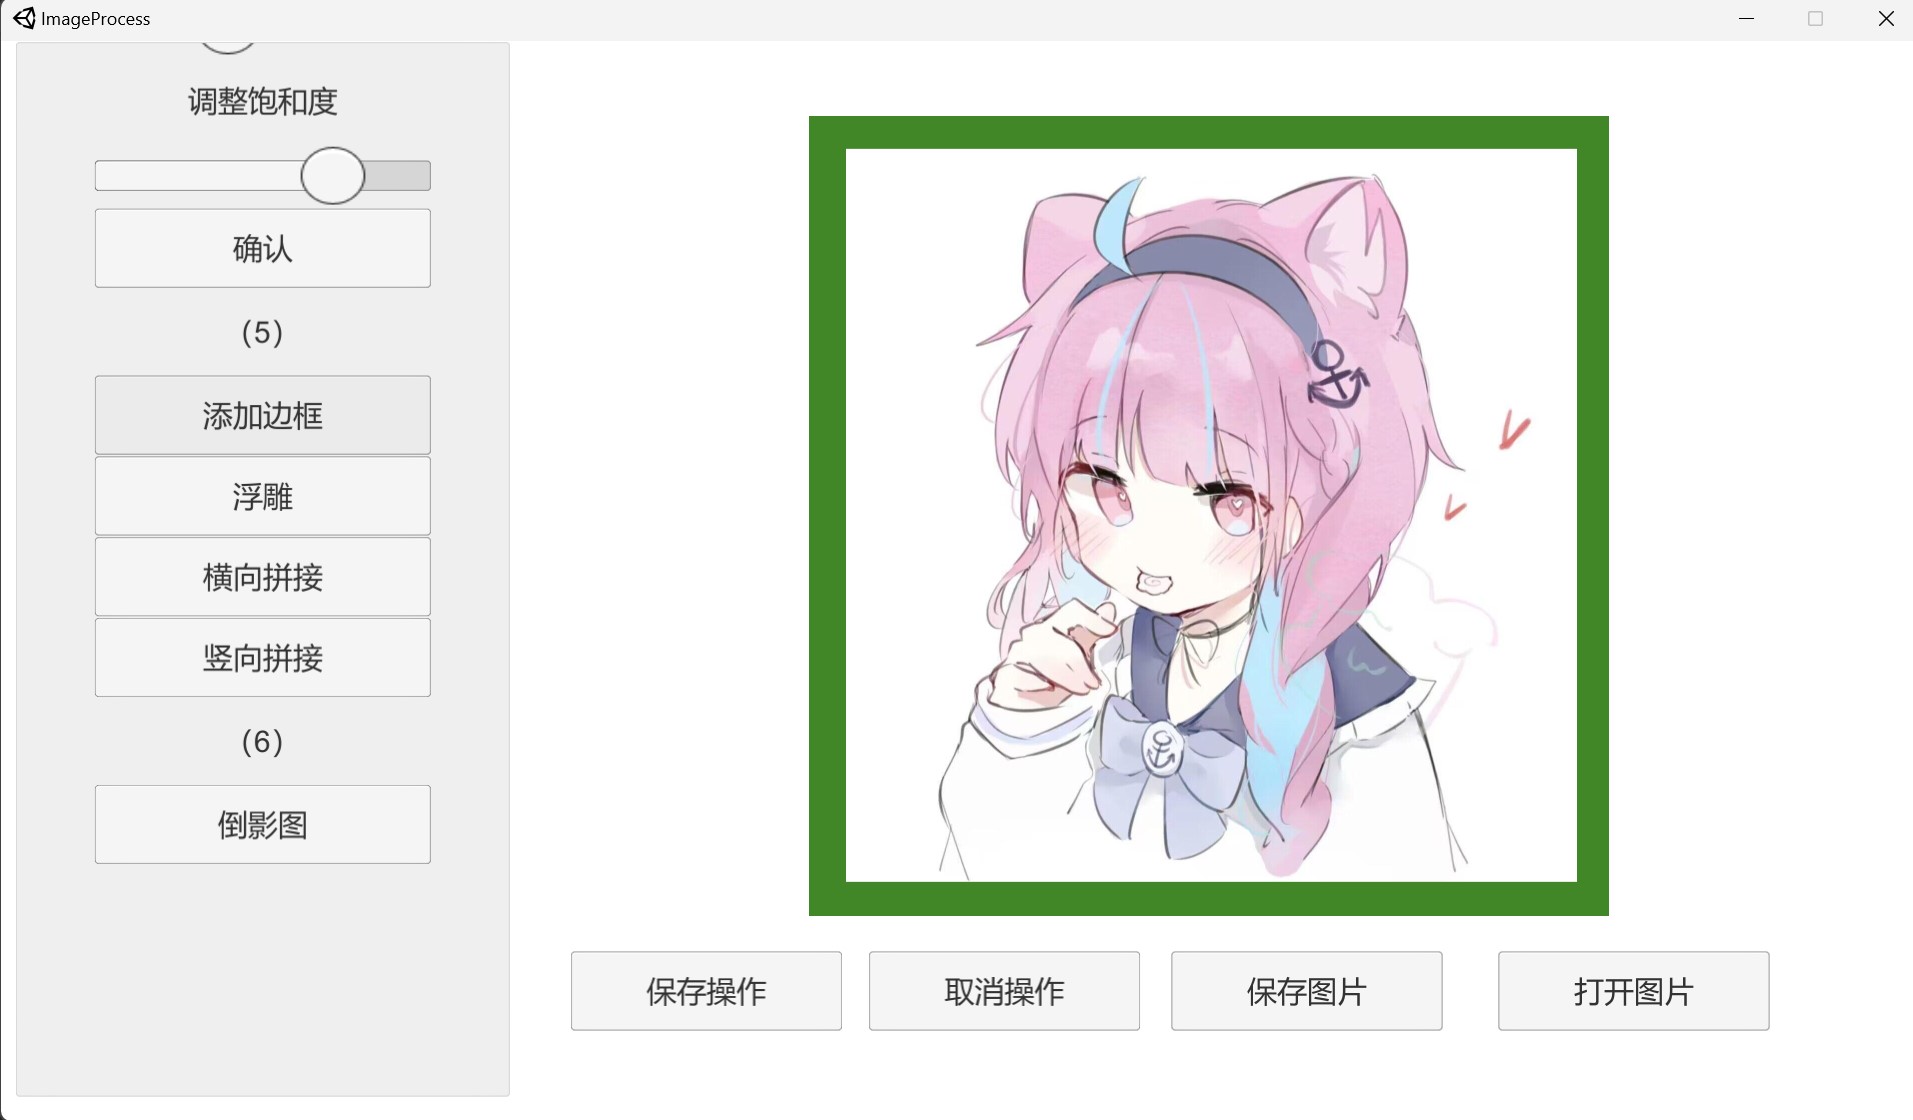 ImageProcess
调整饱和度
确认
(5)
添加边框
浮雕
横向拼接
竖向拼接
(6)
倒影图
保存操作
取消操作
保存图片
打开图片